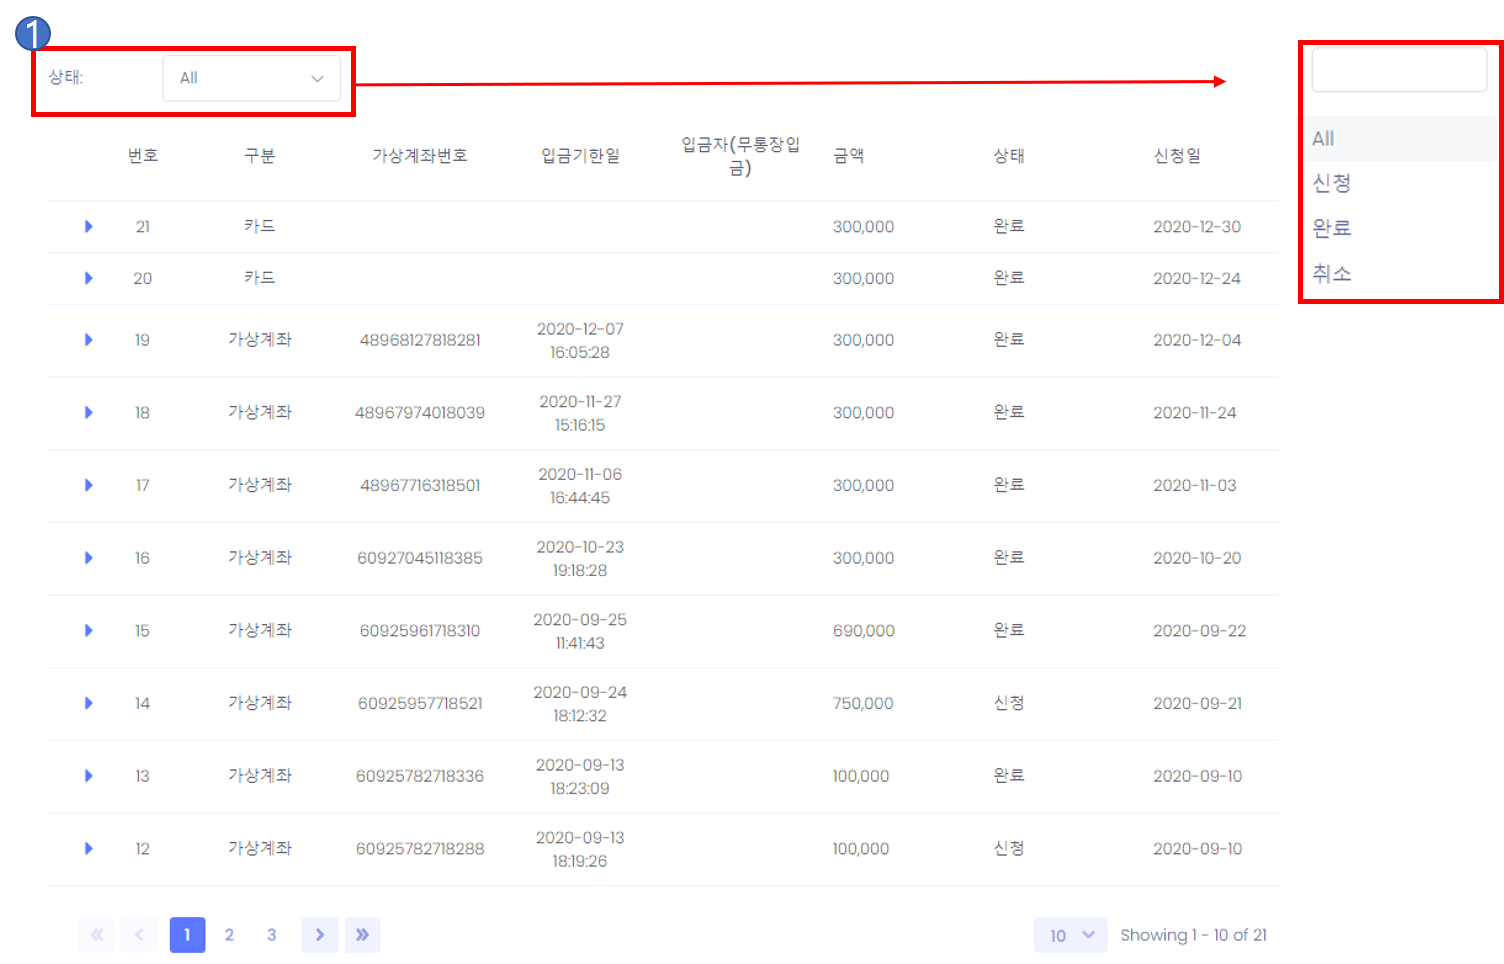 1
상태: All
All
신청
완료
취소
번호 구분 가상계좌번호 입금기한일 입금자(무통장입금) 금액 상태 신청일
21 카드 300,000 완료 2020-12-30
20 카드 300,000 완료 2020-12-24
19 가상계좌 48968127818281 2020-12-07 16:05:28 300,000 완료 2020-12-04
18 가상계좌 48967974018039 2020-11-27 15:16:15 300,000 완료 2020-11-24
17 가상계좌 48967716318501 2020-11-06 16:44:45 300,000 완료 2020-11-03
16 가상계좌 60927045118385 2020-10-23 19:18:28 300,000 완료 2020-10-20
15 가상계좌 60925961718310 2020-09-25 11:41:43 690,000 완료 2020-09-22
14 가상계좌 60925957718521 2020-09-24 18:12:32 750,000 신청 2020-09-21
13 가상계좌 60925782718336 2020-09-13 18:23:09 100,000 완료 2020-09-10
12 가상계좌 60925782718288 2020-09-13 18:19:26 100,000 신청 2020-09-10
« ‹ 1 2 3 › » 10 Showing 1 - 10 of 21